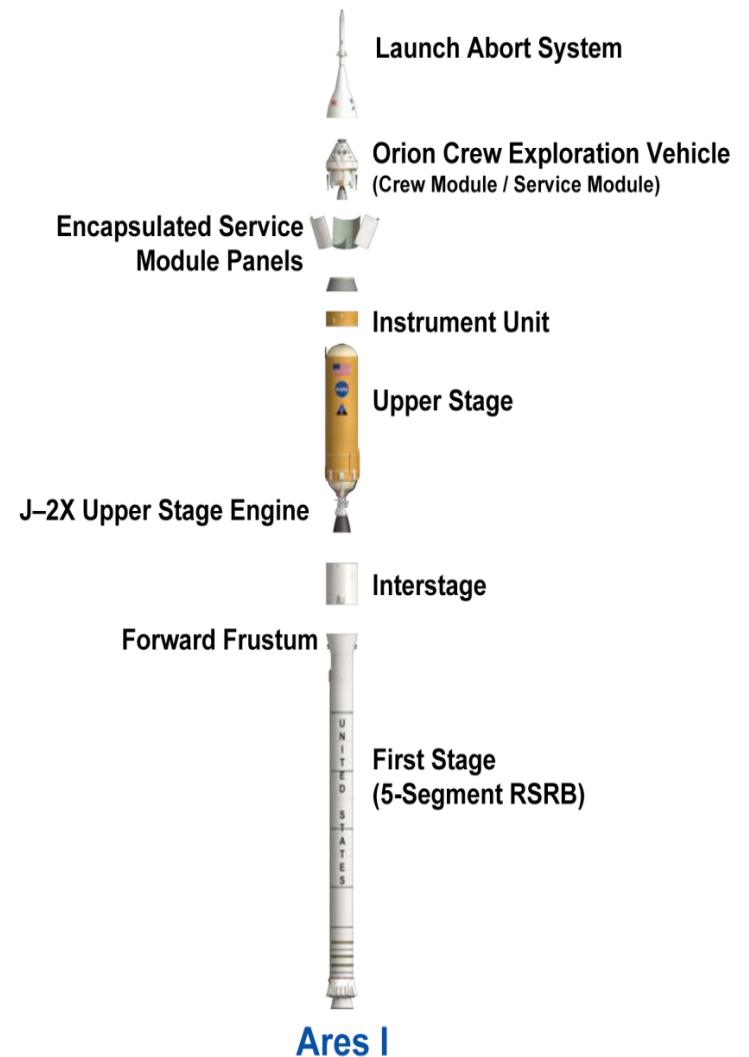 Launch Abort System
Orion Crew Exploration Vehicle
(Crew Module / Service Module)
Encapsulated Service
Module Panels
Instrument Unit
Upper Stage
NASA
J–2X Upper Stage Engine
Interstage
Forward Frustum
UNITED STATES
First Stage
(5-Segment RSRB)
Ares I